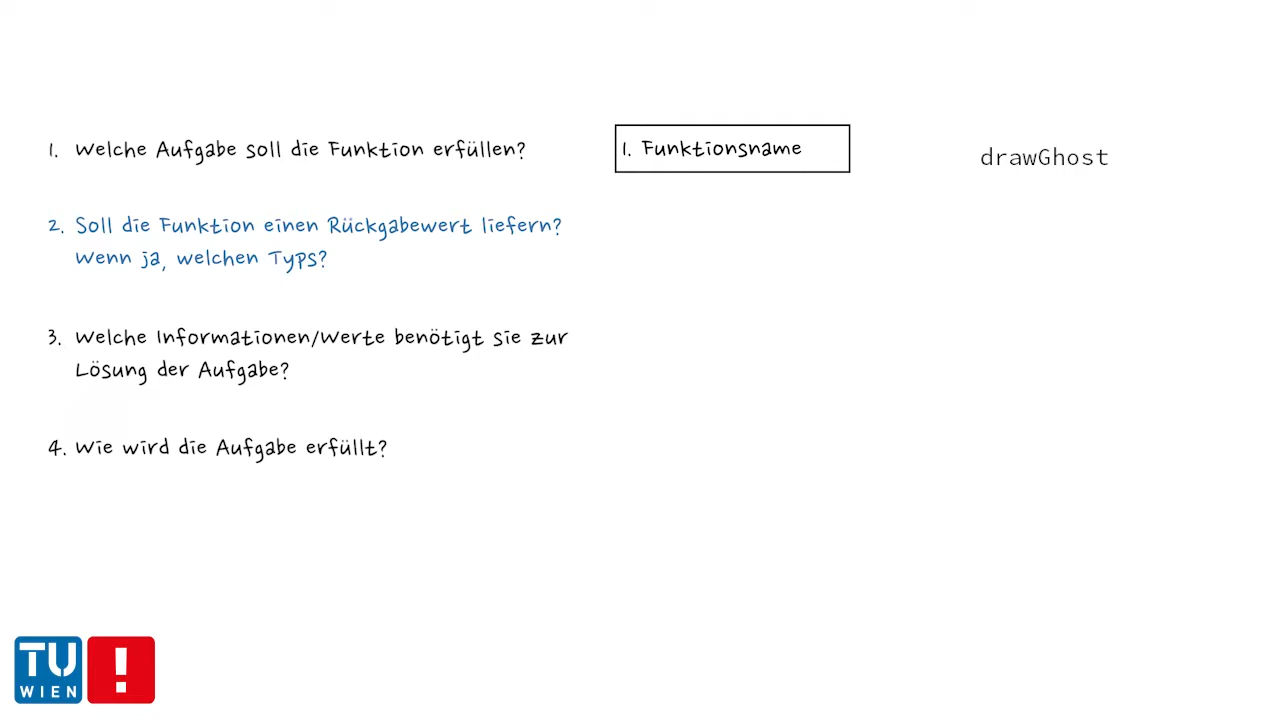 1. Welche Aufgabe soll die Funktion erfüllen?
1. Funktionsname
drawGhost
2. Soll die Funktion einen Rückgabewert liefern?
Wenn ja, welchen Typs?
3. Welche Informationen/Werte benötigt sie zur
Lösung der Aufgabe?
4. Wie wird die Aufgabe erfüllt?
TU
WIEN
!